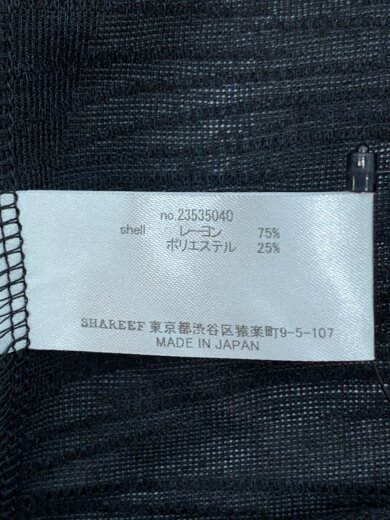 no.23535040
shell レーヨン 75%
ポリエステル 25%
SHAREEF 東京都渋谷区猿楽町9-5-107
MADE IN JAPAN